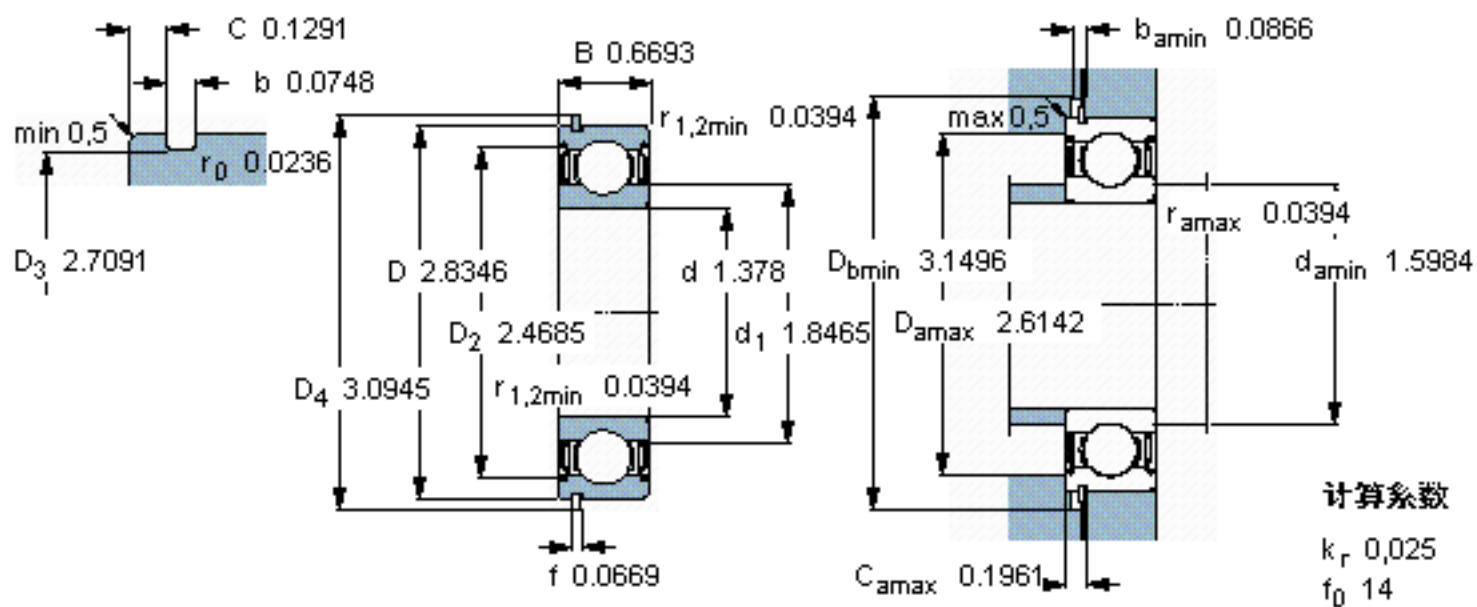 C 0.1291
b 0.0748
min 0,5
r0 0.0236
D3 2.7091
B 0.6693
r1,2min 0.0394
D 2.8346
d 1.378
D2 2.4685
d1 1.8465
D4 3.0945
r1,2min 0.0394
f 0.0669
bamin 0.0866
max 0,5
ramax 0.0394
Dbmin 3.1496
damin 1.5984
Damax 2.6142
Camax 0.1961
计算系数
kr 0,025
f0 14